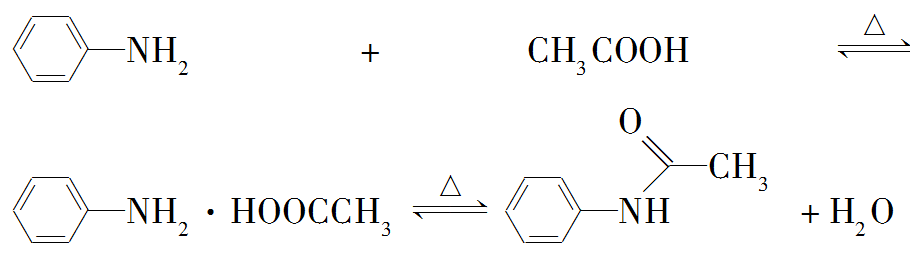 NH₂ + CH₃COOH △ ⇌
NH₂ · HOOCCH₃ △ ⇌ O CH₃ NH + H₂O